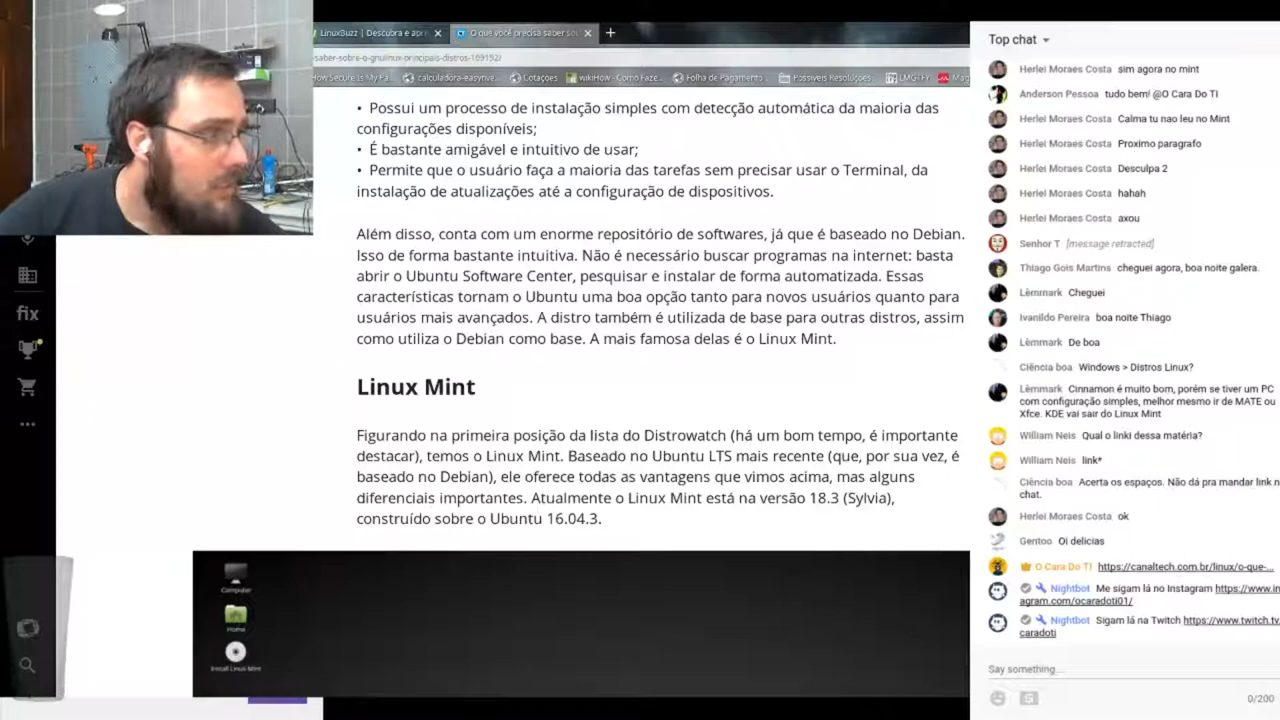 LinuxBuzz | Descubra e apre
O que você precisa saber so
-saber-sobre-o-gnulinux-principais-distros-109152/
How Secure Is My Pa
calculadora-easyinve...
Cotações
wikiHow - Como Faze...
Folha de Pagamento
Possiveis Resoluções
LMGTFY
• Possui um processo de instalação simples com detecção automática da maioria das
configurações disponíveis;
• É bastante amigável e intuitivo de usar;
• Permite que o usuário faça a maioria das tarefas sem precisar usar o Terminal, da
instalação de atualizações até a configuração de dispositivos.
Além disso, conta com um enorme repositório de softwares, já que é baseado no Debian.
Isso de forma bastante intuitiva. Não é necessário buscar programas na internet: basta
abrir o Ubuntu Software Center, pesquisar e instalar de forma automatizada. Essas
características tornam o Ubuntu uma boa opção tanto para novos usuários quanto para
usuários mais avançados. A distro também é utilizada de base para outras distros, assim
como utiliza o Debian como base. A mais famosa delas é o Linux Mint.
Linux Mint
Figurando na primeira posição da lista do Distrowatch (há um bom tempo, é importante
destacar), temos o Linux Mint. Baseado no Ubuntu LTS mais recente (que, por sua vez, é
baseado no Debian), ele oferece todas as vantagens que vimos acima, mas alguns
diferenciais importantes. Atualmente o Linux Mint está na versão 18.3 (Sylvia),
construído sobre o Ubuntu 16.04.3.
fix
Computer
Home
Install Linux Mint
Top chat
Herlei Moraes Costa sim agora no mint
Anderson Pessoa tudo bem! @O Cara Do TI
Herlei Moraes Costa Calma tu nao leu no Mint
Herlei Moraes Costa Proximo paragrafo
Herlei Moraes Costa Desculpa 2
Herlei Moraes Costa hahah
Herlei Moraes Costa axou
Senhor T [message retracted]
Thiago Gois Martins cheguei agora, boa noite galera.
Lèmmark Cheguei
Ivanildo Pereira boa noite Thiago
Lèmmark De boa
Ciência boa Windows > Distros Linux?
Lèmmark Cinnamon é muito bom, porém se tiver um PC
com configuração simples, melhor mesmo ir de MATE ou
Xfce. KDE vai sair do Linux Mint
William Neis Qual o linki dessa matéria?
William Neis link*
Ciência boa Acerta os espaços. Não dá pra mandar link n
chat.
Herlei Moraes Costa ok
Gentoo Oi delicias
O Cara Do TI https://canaltech.com.br/linux/o-que-...
Nightbot Me sigam lá no Instagram https://www.in
agram.com/ocaradoti01/
Nightbot Sigam lá na Twitch https://www.twitch.tv
caradoti
Say something...
0/200